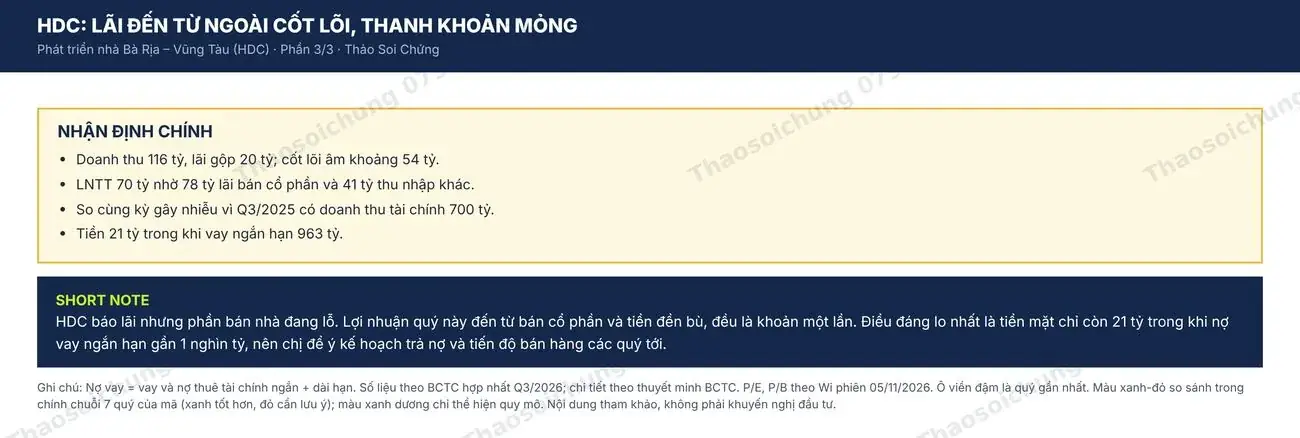 HDC: LÃI ĐẾN TỪ NGOÀI CỐT LÕI, THANH KHOẢN MỎNG
Phát triển nhà Bà Rịa – Vũng Tàu (HDC) · Phần 3/3 · Thảo Soi Chứng
NHẬN ĐỊNH CHÍNH
• Doanh thu 116 tỷ, lãi gộp 20 tỷ; cốt lõi âm khoảng 54 tỷ.
• LNTT 70 tỷ nhờ 78 tỷ lãi bán cổ phần và 41 tỷ thu nhập khác.
• So cùng kỳ gây nhiễu vì Q3/2025 có doanh thu tài chính 700 tỷ.
• Tiền 21 tỷ trong khi vay ngắn hạn 963 tỷ.
SHORT NOTE
HDC báo lãi nhưng phần bán nhà đang lỗ. Lợi nhuận quý này đến từ bán cổ phần và tiền đền bù, đều là khoản một lần. Điều đáng lo nhất là tiền mặt chỉ còn 21 tỷ trong khi nợ
vay ngắn hạn gần 1 nghìn tỷ, nên chị để ý kế hoạch trả nợ và tiến độ bán hàng các quý tới.
Ghi chú: Nợ vay = vay và nợ thuê tài chính ngắn + dài hạn. Số liệu theo BCTC hợp nhất Q3/2026; chi tiết theo thuyết minh BCTC. P/E, P/B theo Wi phiên 05/11/2026. Ô viền đậm là quý gần nhất. Màu xanh-đỏ so sánh trong
chính chuỗi 7 quý của mã (xanh tốt hơn, đỏ cần lưu ý); màu xanh dương chỉ thể hiện quy mô. Nội dung tham khảo, không phải khuyến nghị đầu tư.
Thaosoichung
Thaosoichung
Thaosoichung